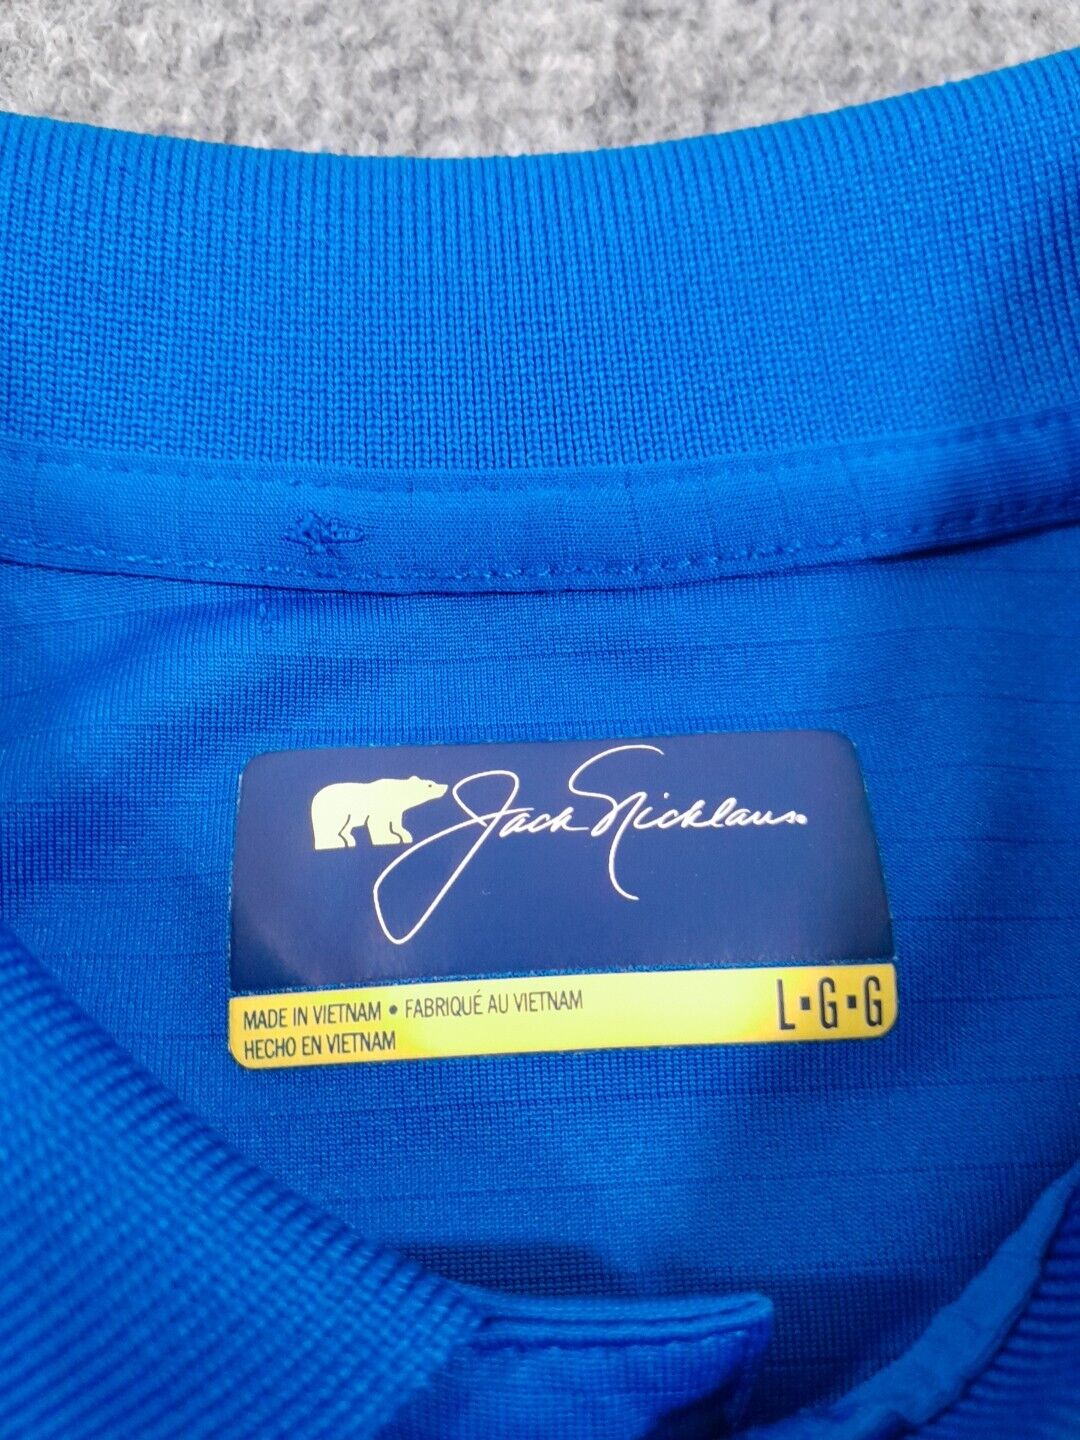 Jack Nicklaus
MADE IN VIETNAM • FABRIQUÉ AU VIETNAM
HECHO EN VIETNAM
L▪G▪G